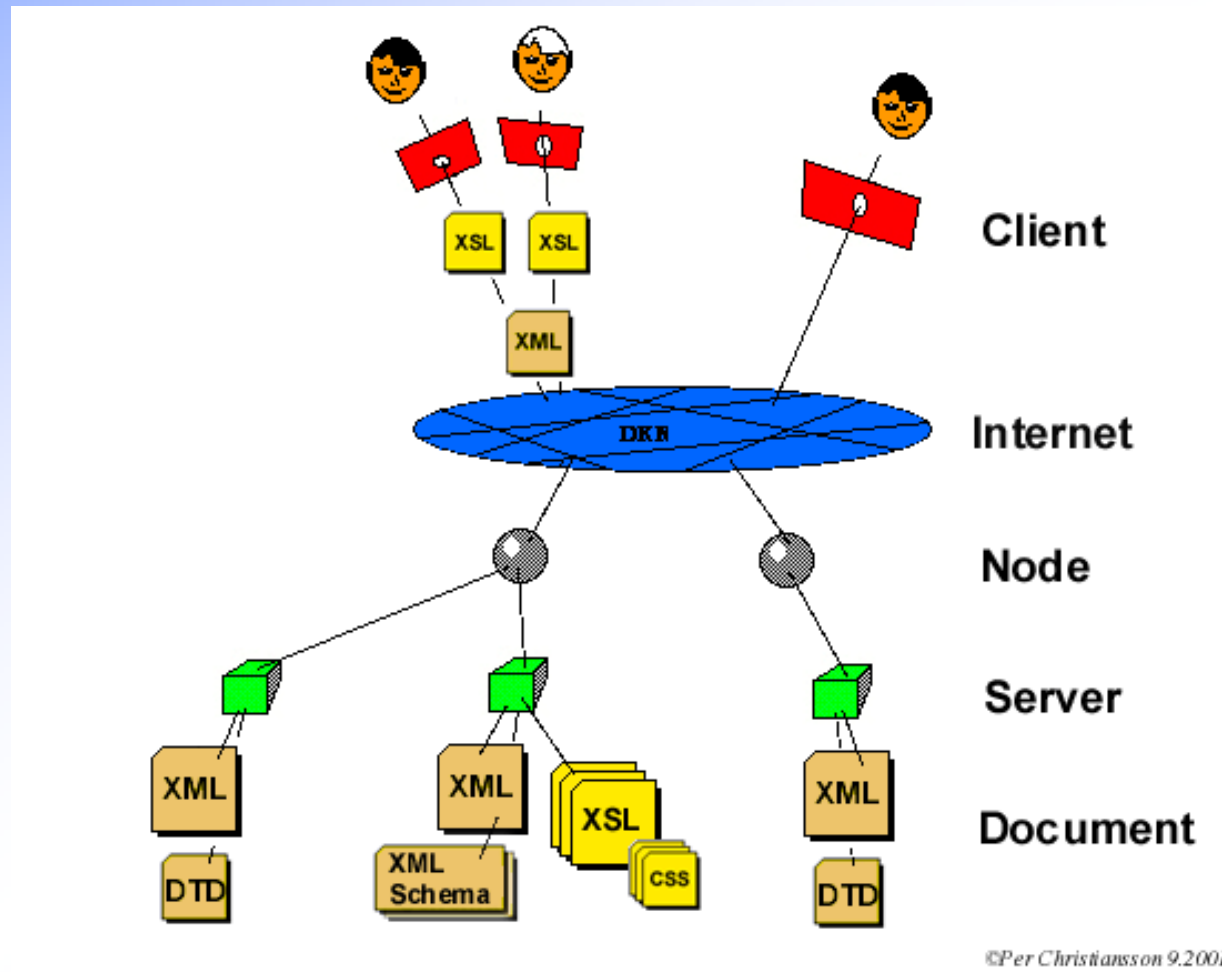 XSL
XSL
Client
XML
DKN
Internet
Node
Server
XML
XML
XSL
XML
Document
DTD
XML
Schema
CSS
DTD
©Per Christiansson 9.2001